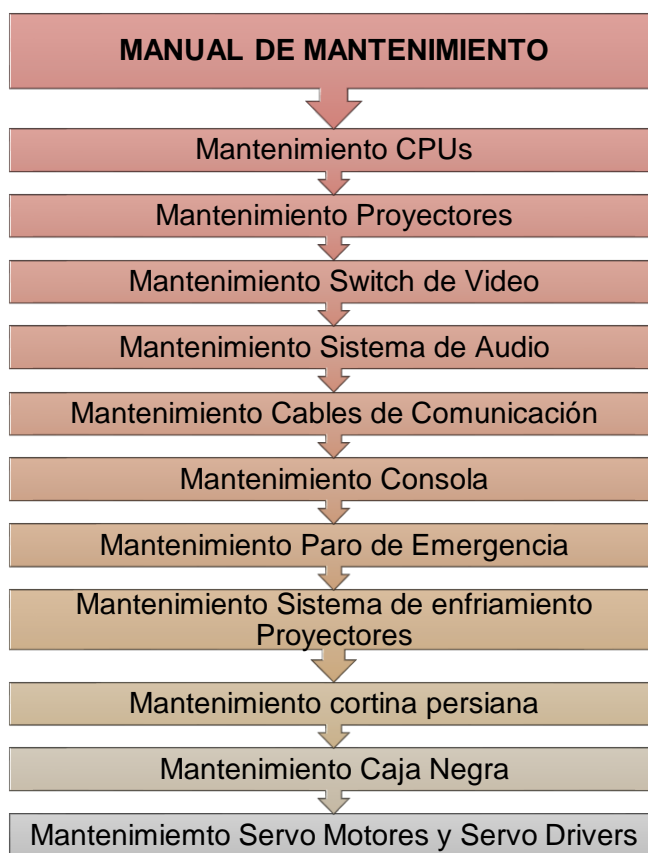 MANUAL DE MANTENIMIENTO
Mantenimiento CPUs
Mantenimiento Proyectores
Mantenimiento Switch de Video
Mantenimiento Sistema de Audio
Mantenimiento Cables de Comunicación
Mantenimiento Consola
Mantenimiento Paro de Emergencia
Mantenimiento Sistema de enfriamiento
Proyectores
Mantenimiento cortina persiana
Mantenimiento Caja Negra
Mantenimiemto Servo Motores y Servo Drivers